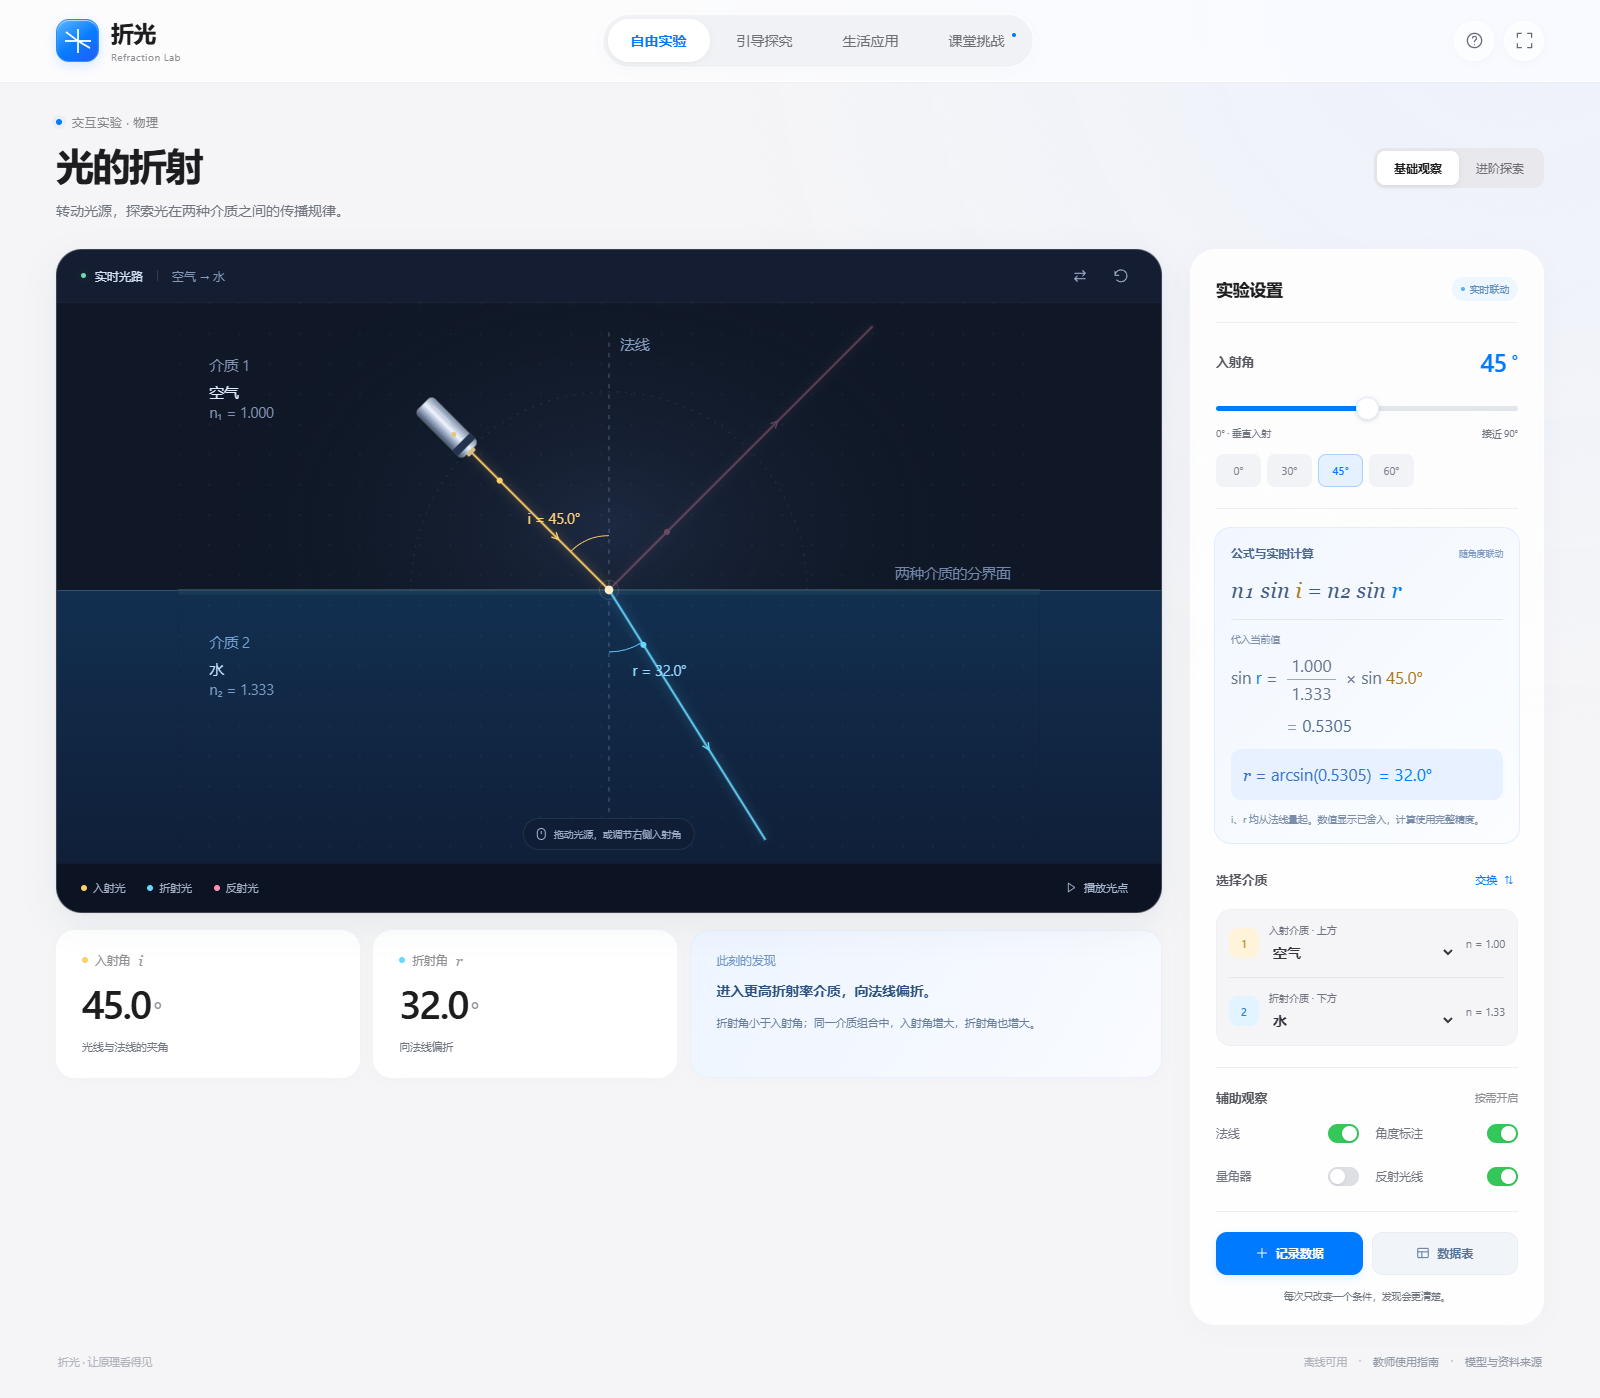 折光
Refraction Lab
自由实验
引导探究
生活应用
课堂挑战
交互实验 · 物理
光的折射
转动光源，探索光在两种介质之间的传播规律。
基础观察
进阶探索
实时光路
空气 → 水
法线
介质 1
空气
n₁ = 1.000
i = 45.0°
两种介质的分界面
介质 2
水
n₂ = 1.333
r = 32.0°
拖动光源，或调节右侧入射角
入射光
折射光
反射光
播放光点
入射角 i
45.0°
光线与法线的夹角
折射角 r
32.0°
向法线偏折
此刻的发现
进入更高折射率介质，向法线偏折。
折射角小于入射角；同一介质组合中，入射角增大，折射角也增大。
实验设置
实时联动
入射角
45°
0° · 垂直入射
接近 90°
0°
30°
45°
60°
公式与实时计算
随角度联动
n₁ sin i = n₂ sin r
代入当前值
sin r = 1.000 / 1.333 × sin 45.0°
= 0.5305
r = arcsin(0.5305) = 32.0°
i、r 均从法线量起。数值显示已舍入，计算使用完整精度。
选择介质
交换
1
入射介质 · 上方
空气
n = 1.00
2
折射介质 · 下方
水
n = 1.33
辅助观察
按需开启
法线
角度标注
量角器
反射光线
记录数据
数据表
每次只改变一个条件，发现会更清楚。
折光 · 让原理看得见
离线可用 · 教师使用指南 · 模型与资料来源